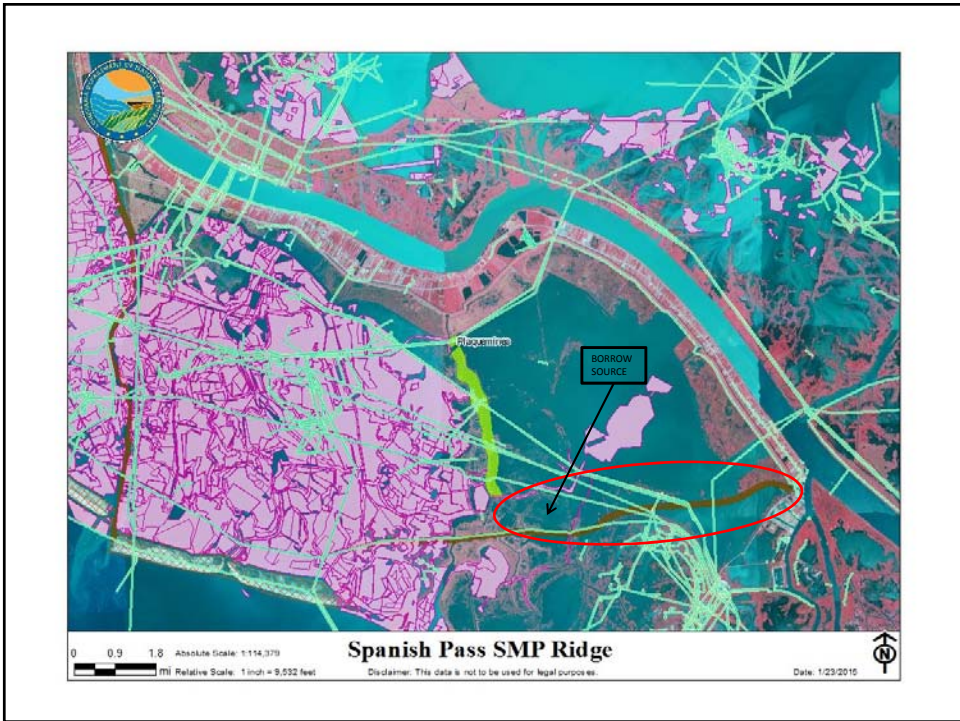 Plaquemines
BORROW
SOURCE
0 0.9 1.8
mi
Absolute Scale: 1:114,379
Relative Scale: 1 inch = 9,532 feet
Spanish Pass SMP Ridge
Disclaimer: This data is not to be used for legal purposes.
N
Date: 1/23/2015